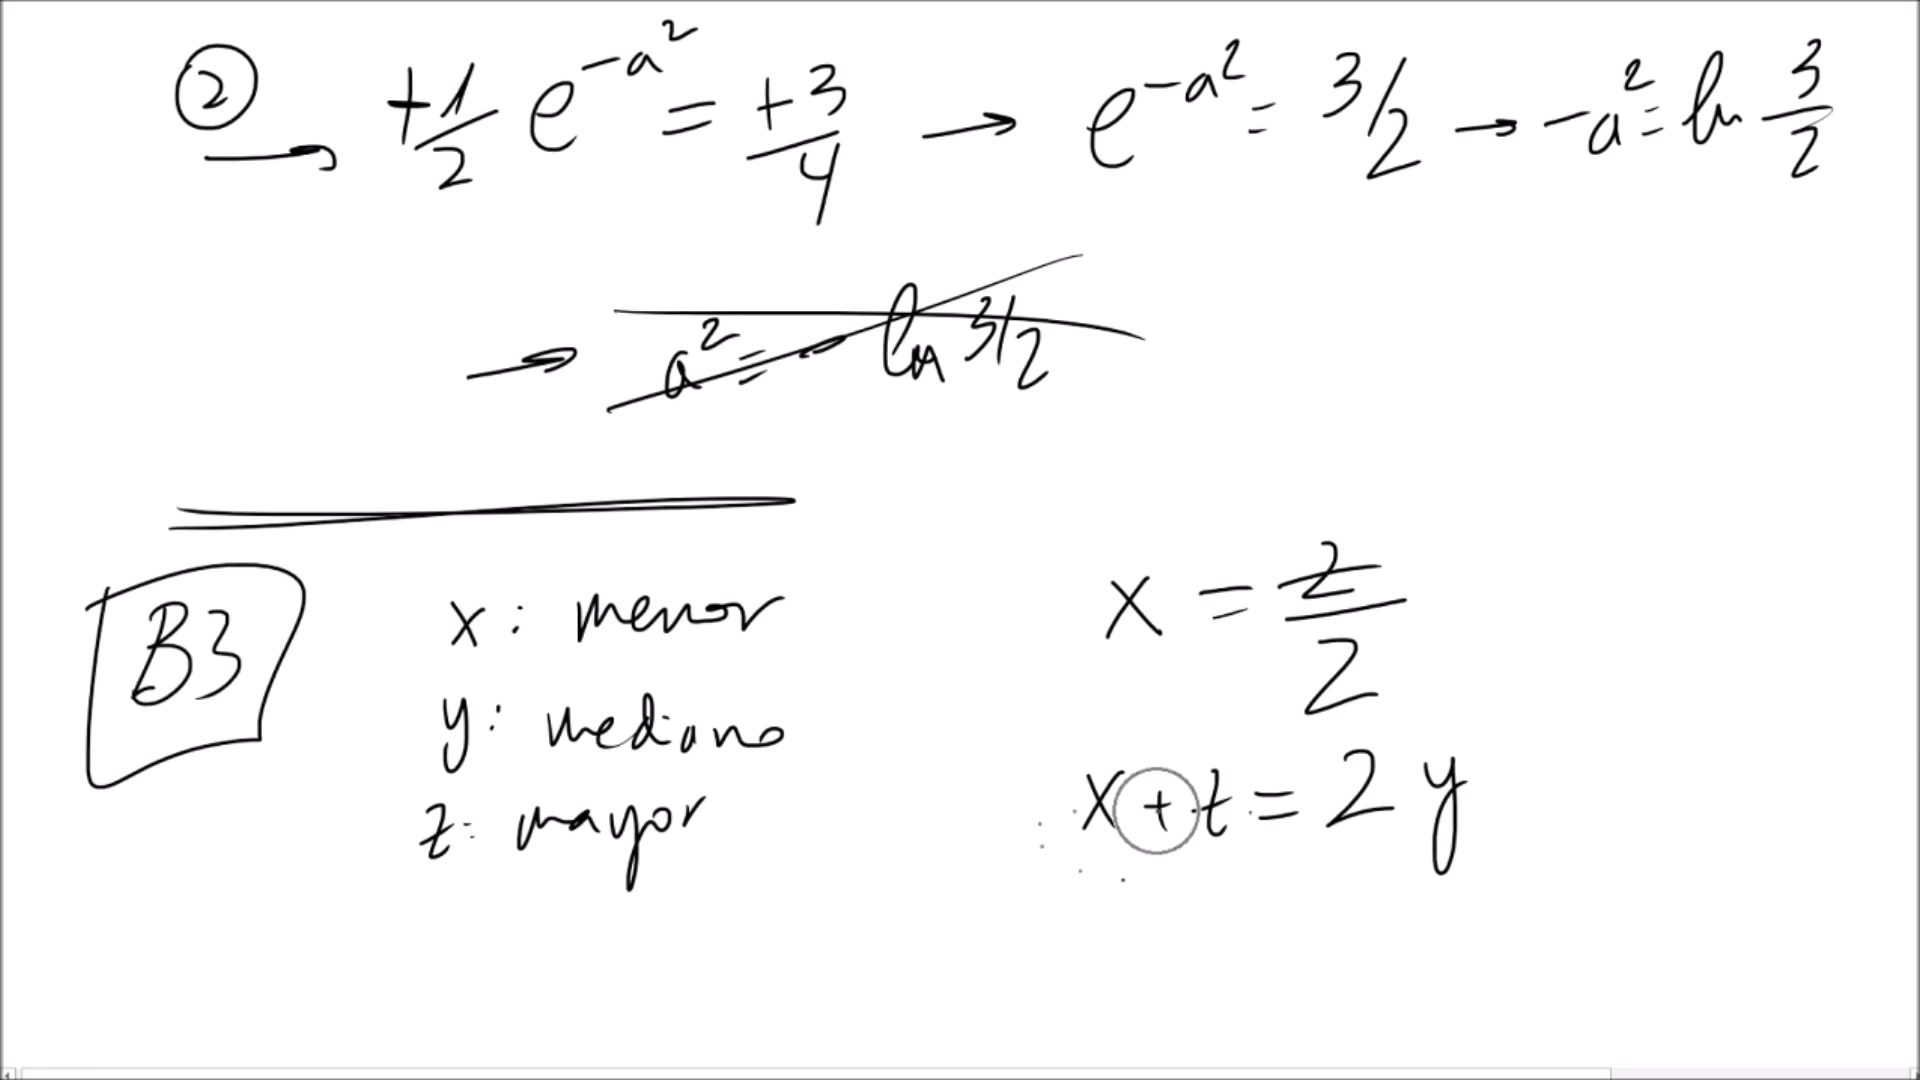 ② → +1/2 e^-a² = +3/4 → e^-a² = 3/2 → -a² = ln 3/2
→ a² = - ln 3/2
B3
x: menor
y: mediano
z: mayor
x = z/2
x + z = 2y